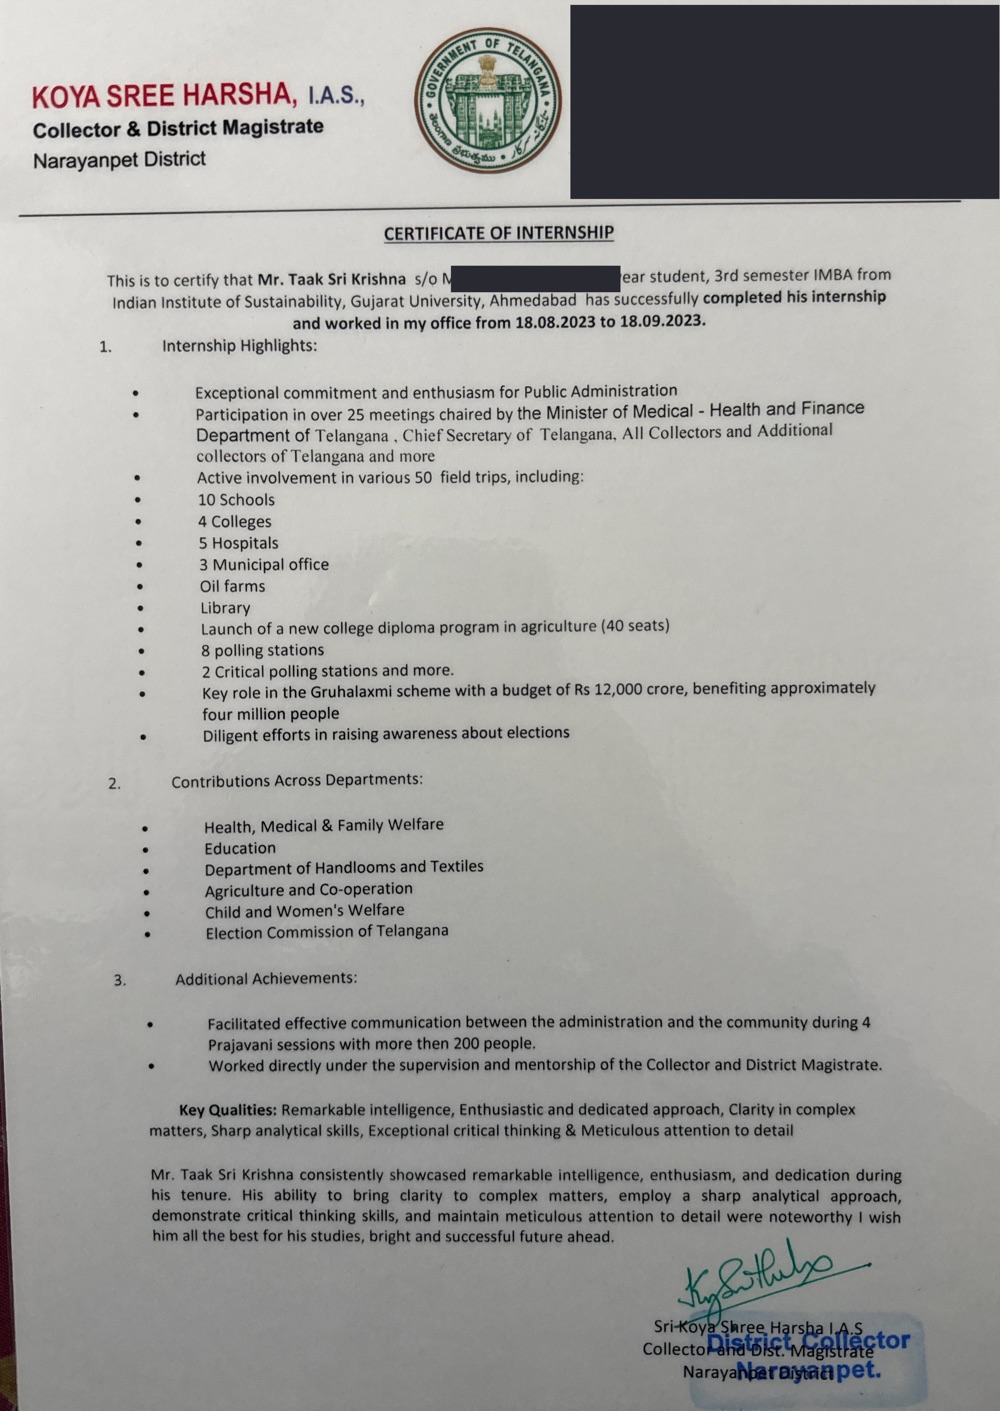 KOYA SREE HARSHA, I.A.S.,
Collector & District Magistrate
Narayanpet District
GOVERNMENT OF TELANGANA
తెలంగాణ ప్రభుత్వము
CERTIFICATE OF INTERNSHIP
This is to certify that Mr. Taak Sri Krishna s/o M ear student, 3rd semester IMBA from
Indian Institute of Sustainability, Gujarat University, Ahmedabad has successfully completed his internship
and worked in my office from 18.08.2023 to 18.09.2023.
1. Internship Highlights:
• Exceptional commitment and enthusiasm for Public Administration
• Participation in over 25 meetings chaired by the Minister of Medical - Health and Finance
Department of Telangana , Chief Secretary of Telangana, All Collectors and Additional
collectors of Telangana and more
• Active involvement in various 50 field trips, including:
• 10 Schools
• 4 Colleges
• 5 Hospitals
• 3 Municipal office
• Oil farms
• Library
• Launch of a new college diploma program in agriculture (40 seats)
• 8 polling stations
• 2 Critical polling stations and more.
• Key role in the Gruhalaxmi scheme with a budget of Rs 12,000 crore, benefiting approximately
four million people
• Diligent efforts in raising awareness about elections
2. Contributions Across Departments:
• Health, Medical & Family Welfare
• Education
• Department of Handlooms and Textiles
• Agriculture and Co-operation
• Child and Women's Welfare
• Election Commission of Telangana
3. Additional Achievements:
• Facilitated effective communication between the administration and the community during 4
Prajavani sessions with more then 200 people.
• Worked directly under the supervision and mentorship of the Collector and District Magistrate.
Key Qualities: Remarkable intelligence, Enthusiastic and dedicated approach, Clarity in complex
matters, Sharp analytical skills, Exceptional critical thinking & Meticulous attention to detail
Mr. Taak Sri Krishna consistently showcased remarkable intelligence, enthusiasm, and dedication during
his tenure. His ability to bring clarity to complex matters, employ a sharp analytical approach,
demonstrate critical thinking skills, and maintain meticulous attention to detail were noteworthy I wish
him all the best for his studies, bright and successful future ahead.
Sri Koya Shree Harsha I.A.S
Collector and Dist. Magistrate
Narayanpet District
District Collector
Narayanpet.